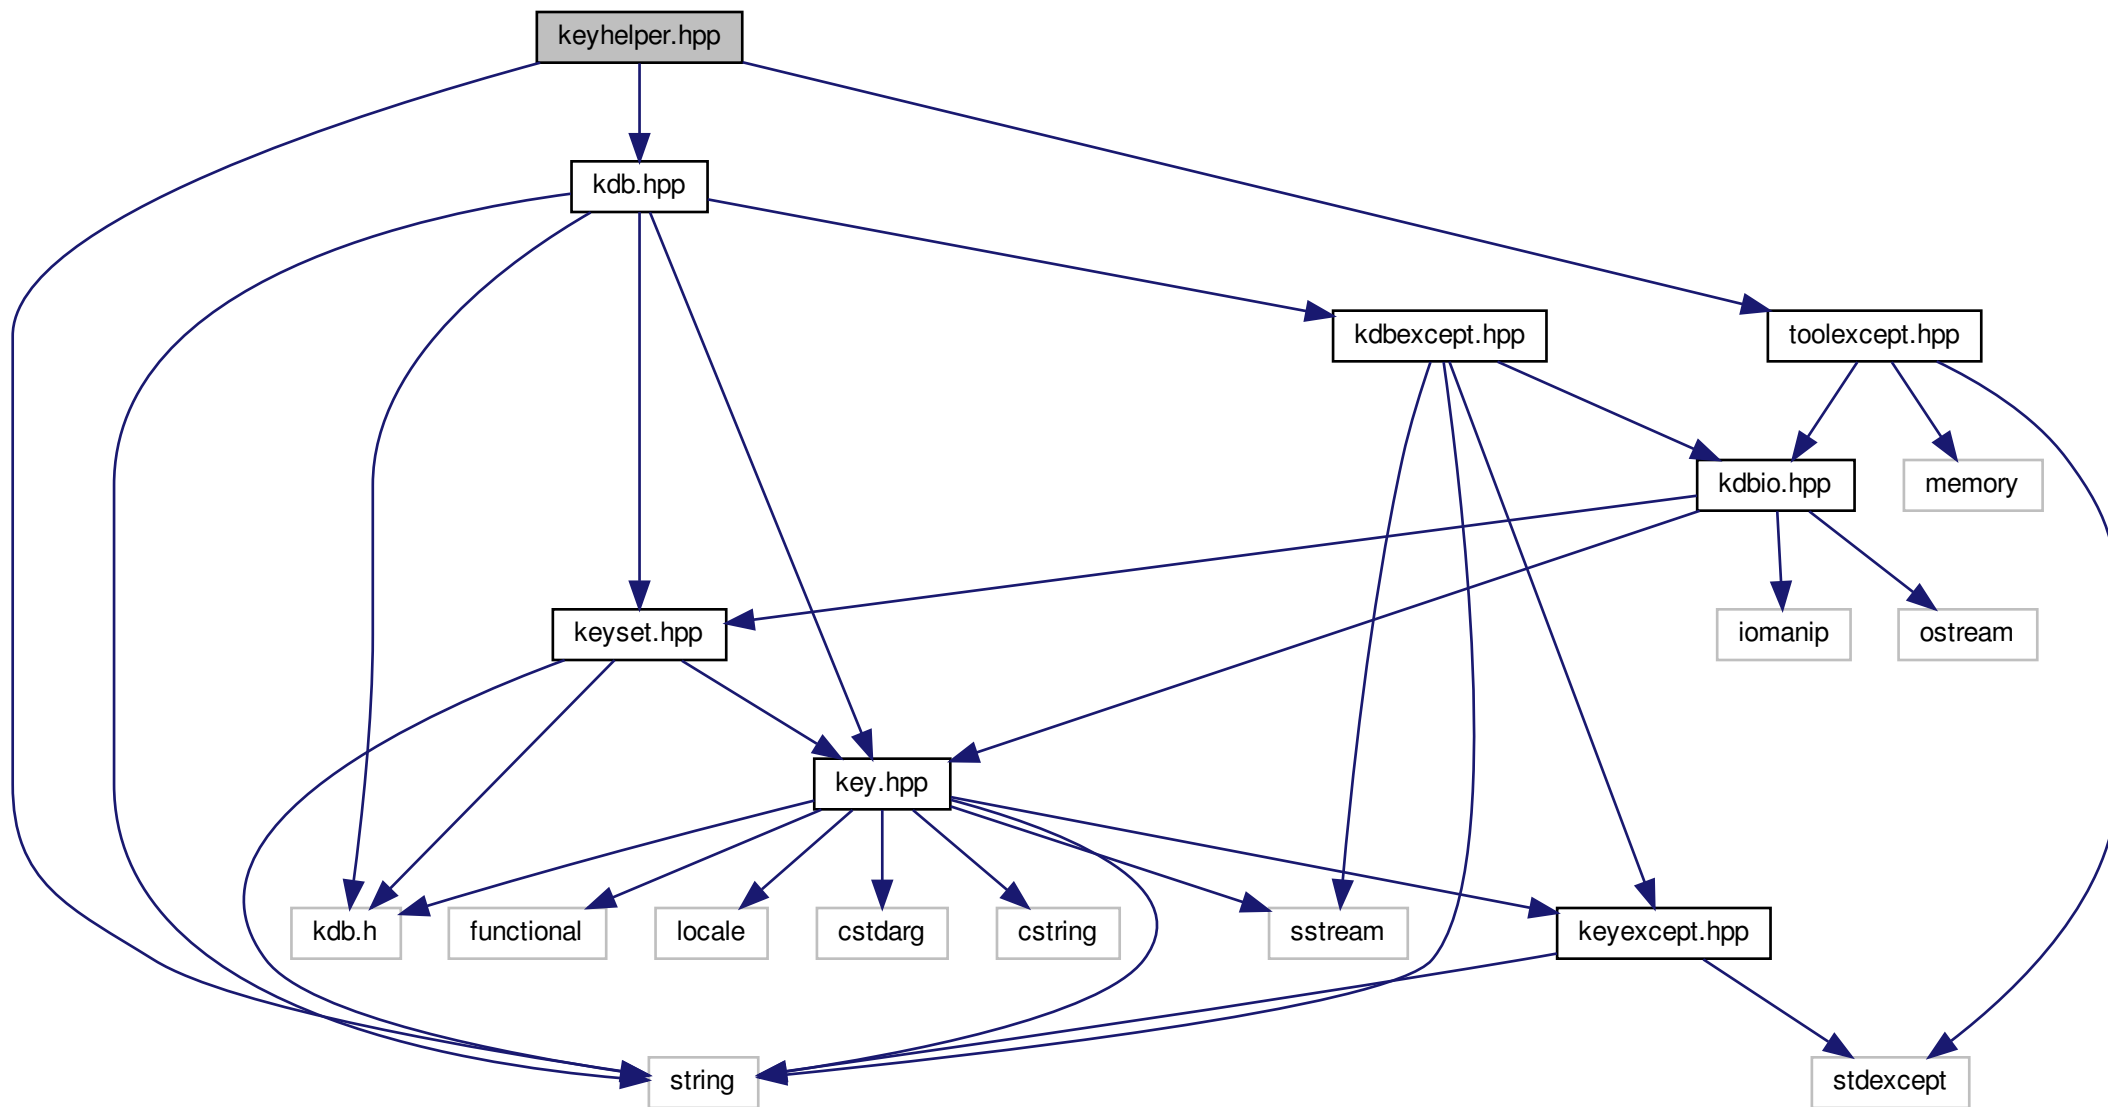 keyhelper.hpp
kdb.hpp
kdbexcept.hpp
toolexcept.hpp
kdbio.hpp
memory
keyset.hpp
iomanip
ostream
key.hpp
kdb.h
functional
locale
cstdarg
cstring
sstream
keyexcept.hpp
string
stdexcept